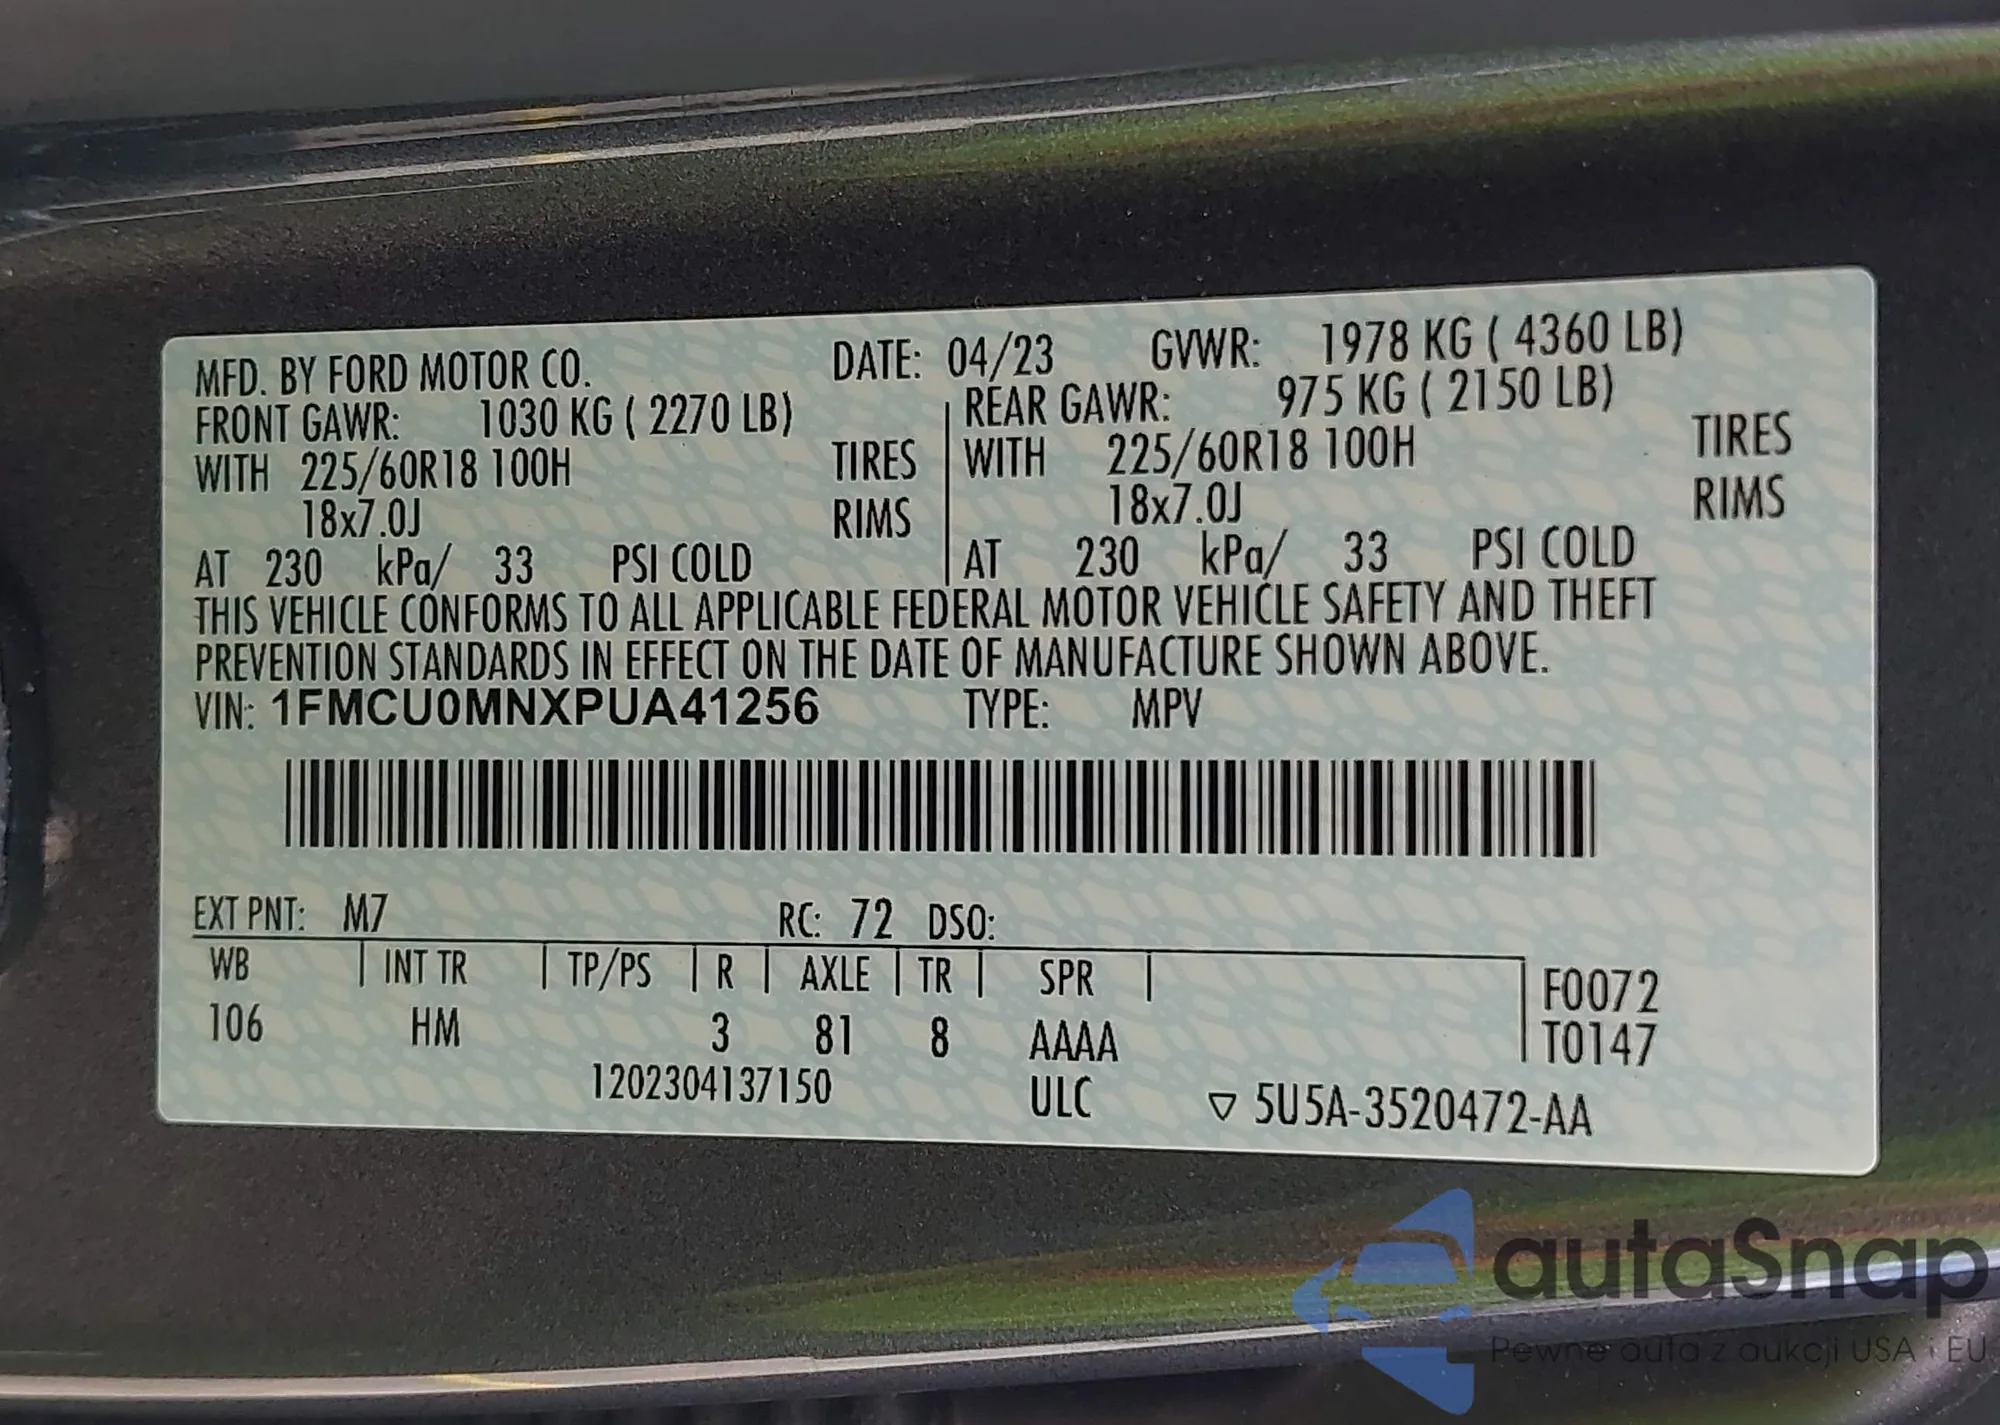 MFD. BY FORD MOTOR CO. DATE: 04/23 GVWR: 1978 KG ( 4360 LB)
FRONT GAWR: 1030 KG ( 2270 LB) REAR GAWR: 975 KG ( 2150 LB)
WITH 225/60R18 100H TIRES WITH 225/60R18 100H TIRES
18x7.0J RIMS 18x7.0J RIMS
AT 230 kPa/ 33 PSI COLD AT 230 kPa/ 33 PSI COLD
THIS VEHICLE CONFORMS TO ALL APPLICABLE FEDERAL MOTOR VEHICLE SAFETY AND THEFT
PREVENTION STANDARDS IN EFFECT ON THE DATE OF MANUFACTURE SHOWN ABOVE.
VIN: 1FMCU0MNXPUA41256 TYPE: MPV
EXT PNT: M7 RC: 72 DSO:
WB INT TR TP/PS R AXLE TR SPR F0072
106 HM 3 81 8 AAAA T0147
1202304137150 ULC ▽ 5U5A-3520472-AA
autaSnap
Pewne auta z aukcji USA i EU